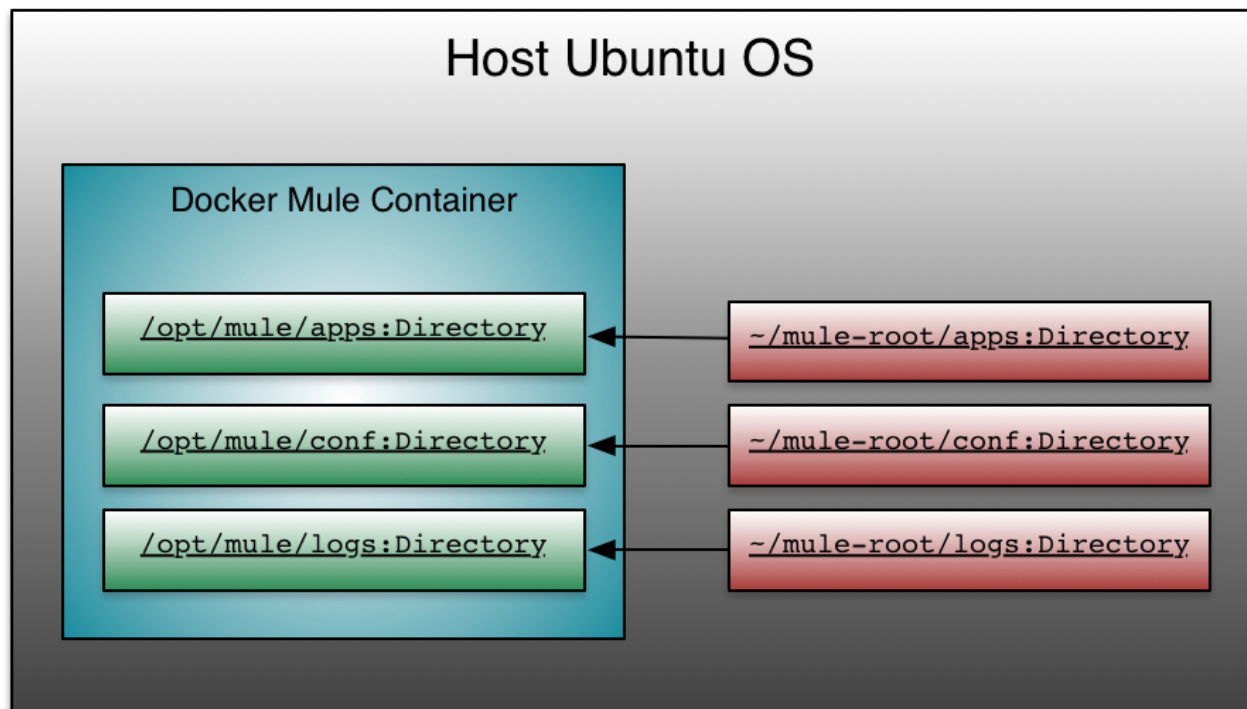 Host Ubuntu OS
Docker Mule Container
/opt/mule/apps:Directory
~/mule-root/apps:Directory
/opt/mule/conf:Directory
~/mule-root/conf:Directory
/opt/mule/logs:Directory
~/mule-root/logs:Directory